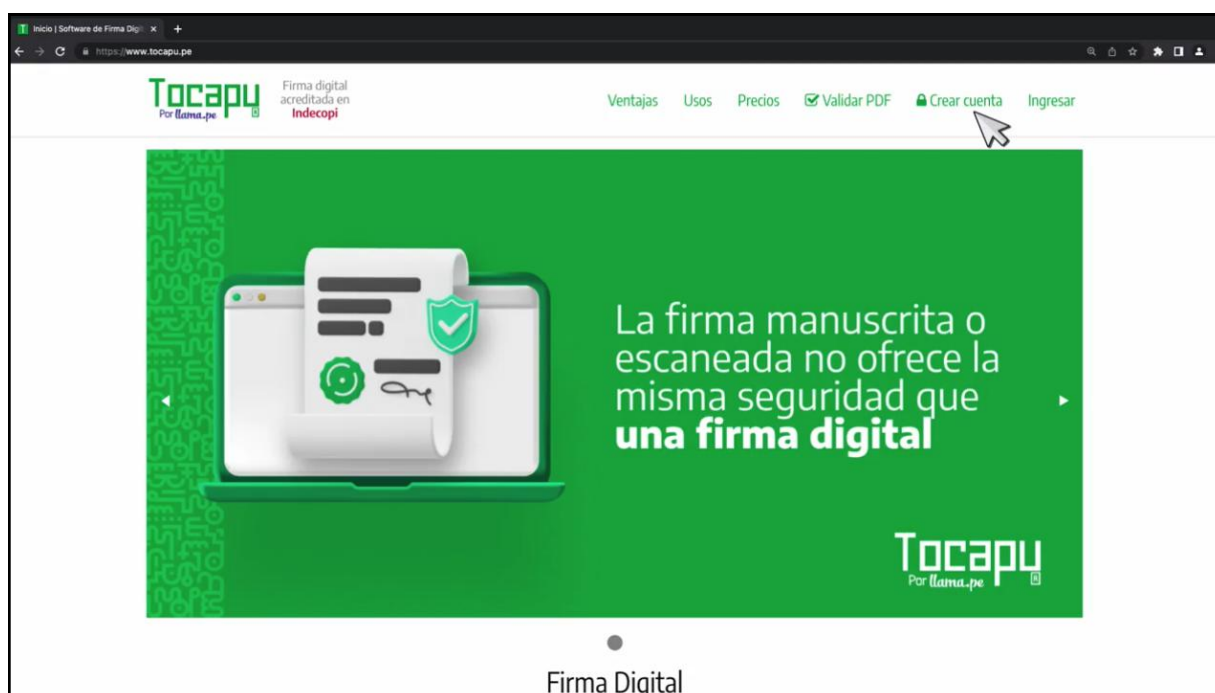 Inicio | Software de Firma Digi
https://www.tocapu.pe
Tocapu
Por llama.pe
Firma digital
acreditada en
Indecopi
Ventajas Usos Precios Validar PDF Crear cuenta Ingresar
La firma manuscrita o
escaneada no ofrece la
misma seguridad que
una firma digital
Tocapu
Por llama.pe
Firma Digital